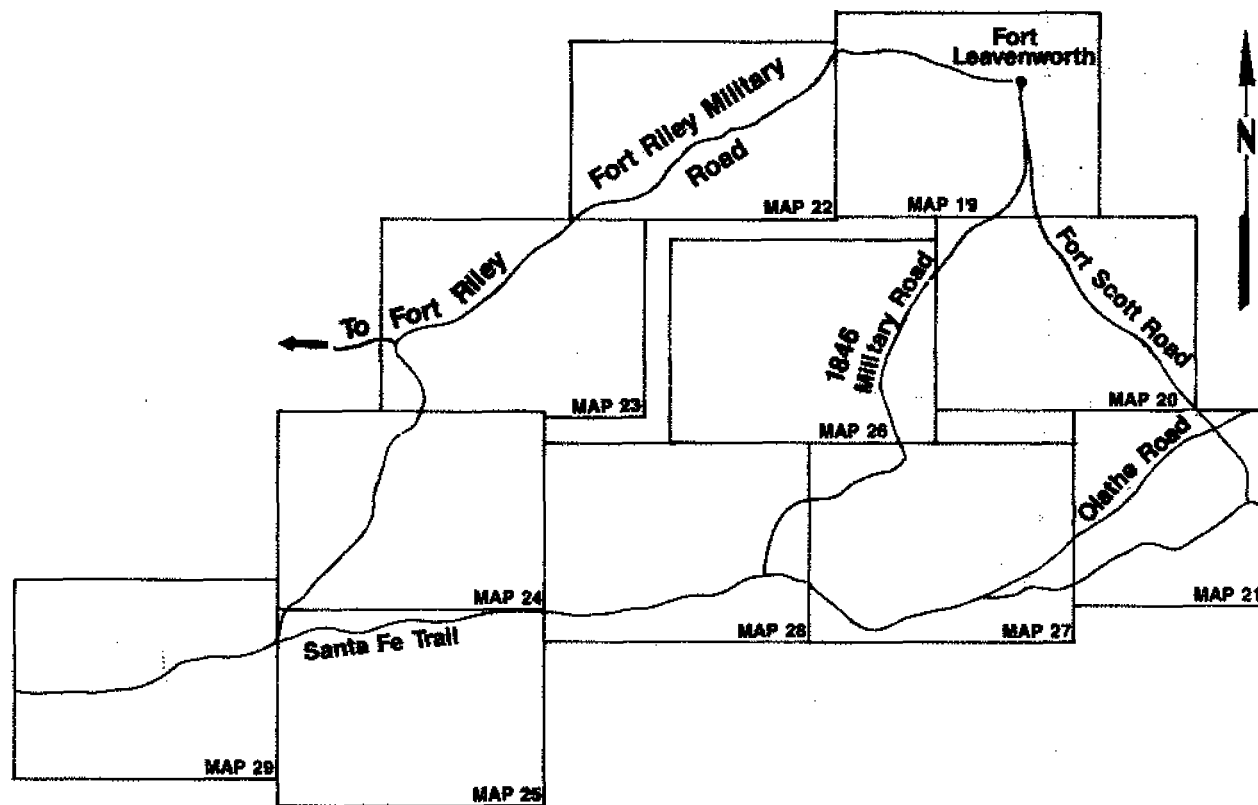 Fort
Leavenworth
N
Fort Riley Military
Road
MAP 22
MAP 19
To Fort Riley
1846
Military Road
Fort Scott Road
MAP 23
MAP 20
MAP 26
Olathe Road
MAP 24
MAP 21
Santa Fe Trail
MAP 28
MAP 27
MAP 29
MAP 25